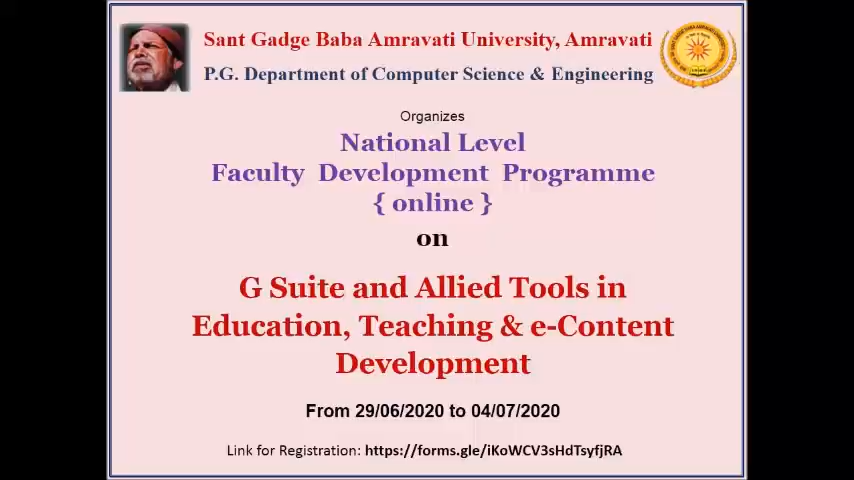 Sant Gadge Baba Amravati University, Amravati
P.G. Department of Computer Science & Engineering
Organizes
National Level
Faculty Development Programme
{ online }
on
G Suite and Allied Tools in
Education, Teaching & e-Content
Development
From 29/06/2020 to 04/07/2020
Link for Registration: https://forms.gle/iKoWCV3sHdTsyfjRA